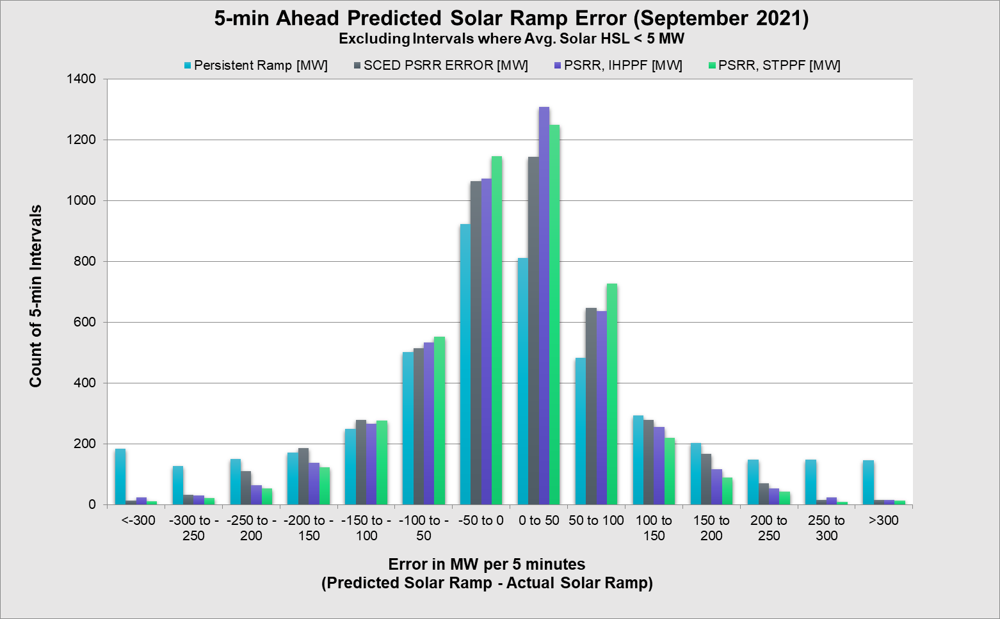 5-min Ahead Predicted Solar Ramp Error (September 2021)
Excluding Intervals where Avg. Solar HSL < 5 MW
Persistent Ramp [MW] SCED PSRR ERROR [MW] PSRR, IHPPF [MW] PSRR, STPPF [MW]
1400
1200
1000
800
600
400
200
0
Count of 5-min Intervals
<-300 -300 to - -250 to - -200 to - -150 to - -100 to - -50 to 0 0 to 50 50 to 100 100 to 150 to 200 to 250 to >300
250 200 150 100 50 150 200 250 300
Error in MW per 5 minutes
(Predicted Solar Ramp - Actual Solar Ramp)